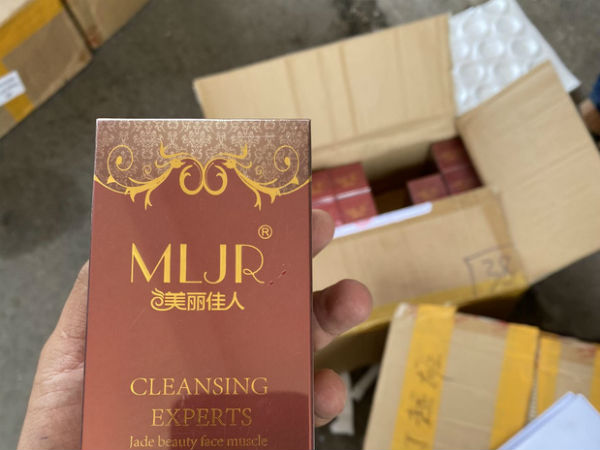 MLJR®
美丽佳人
CLEANSING
EXPERTS
Jade beauty face muscle